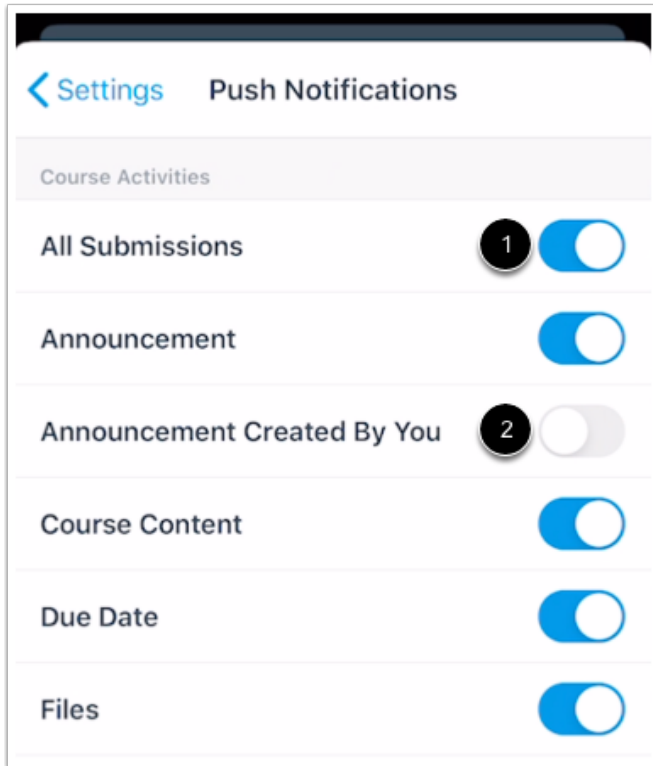 Settings Push Notifications
Course Activities
All Submissions 1
Announcement
Announcement Created By You 2
Course Content
Due Date
Files